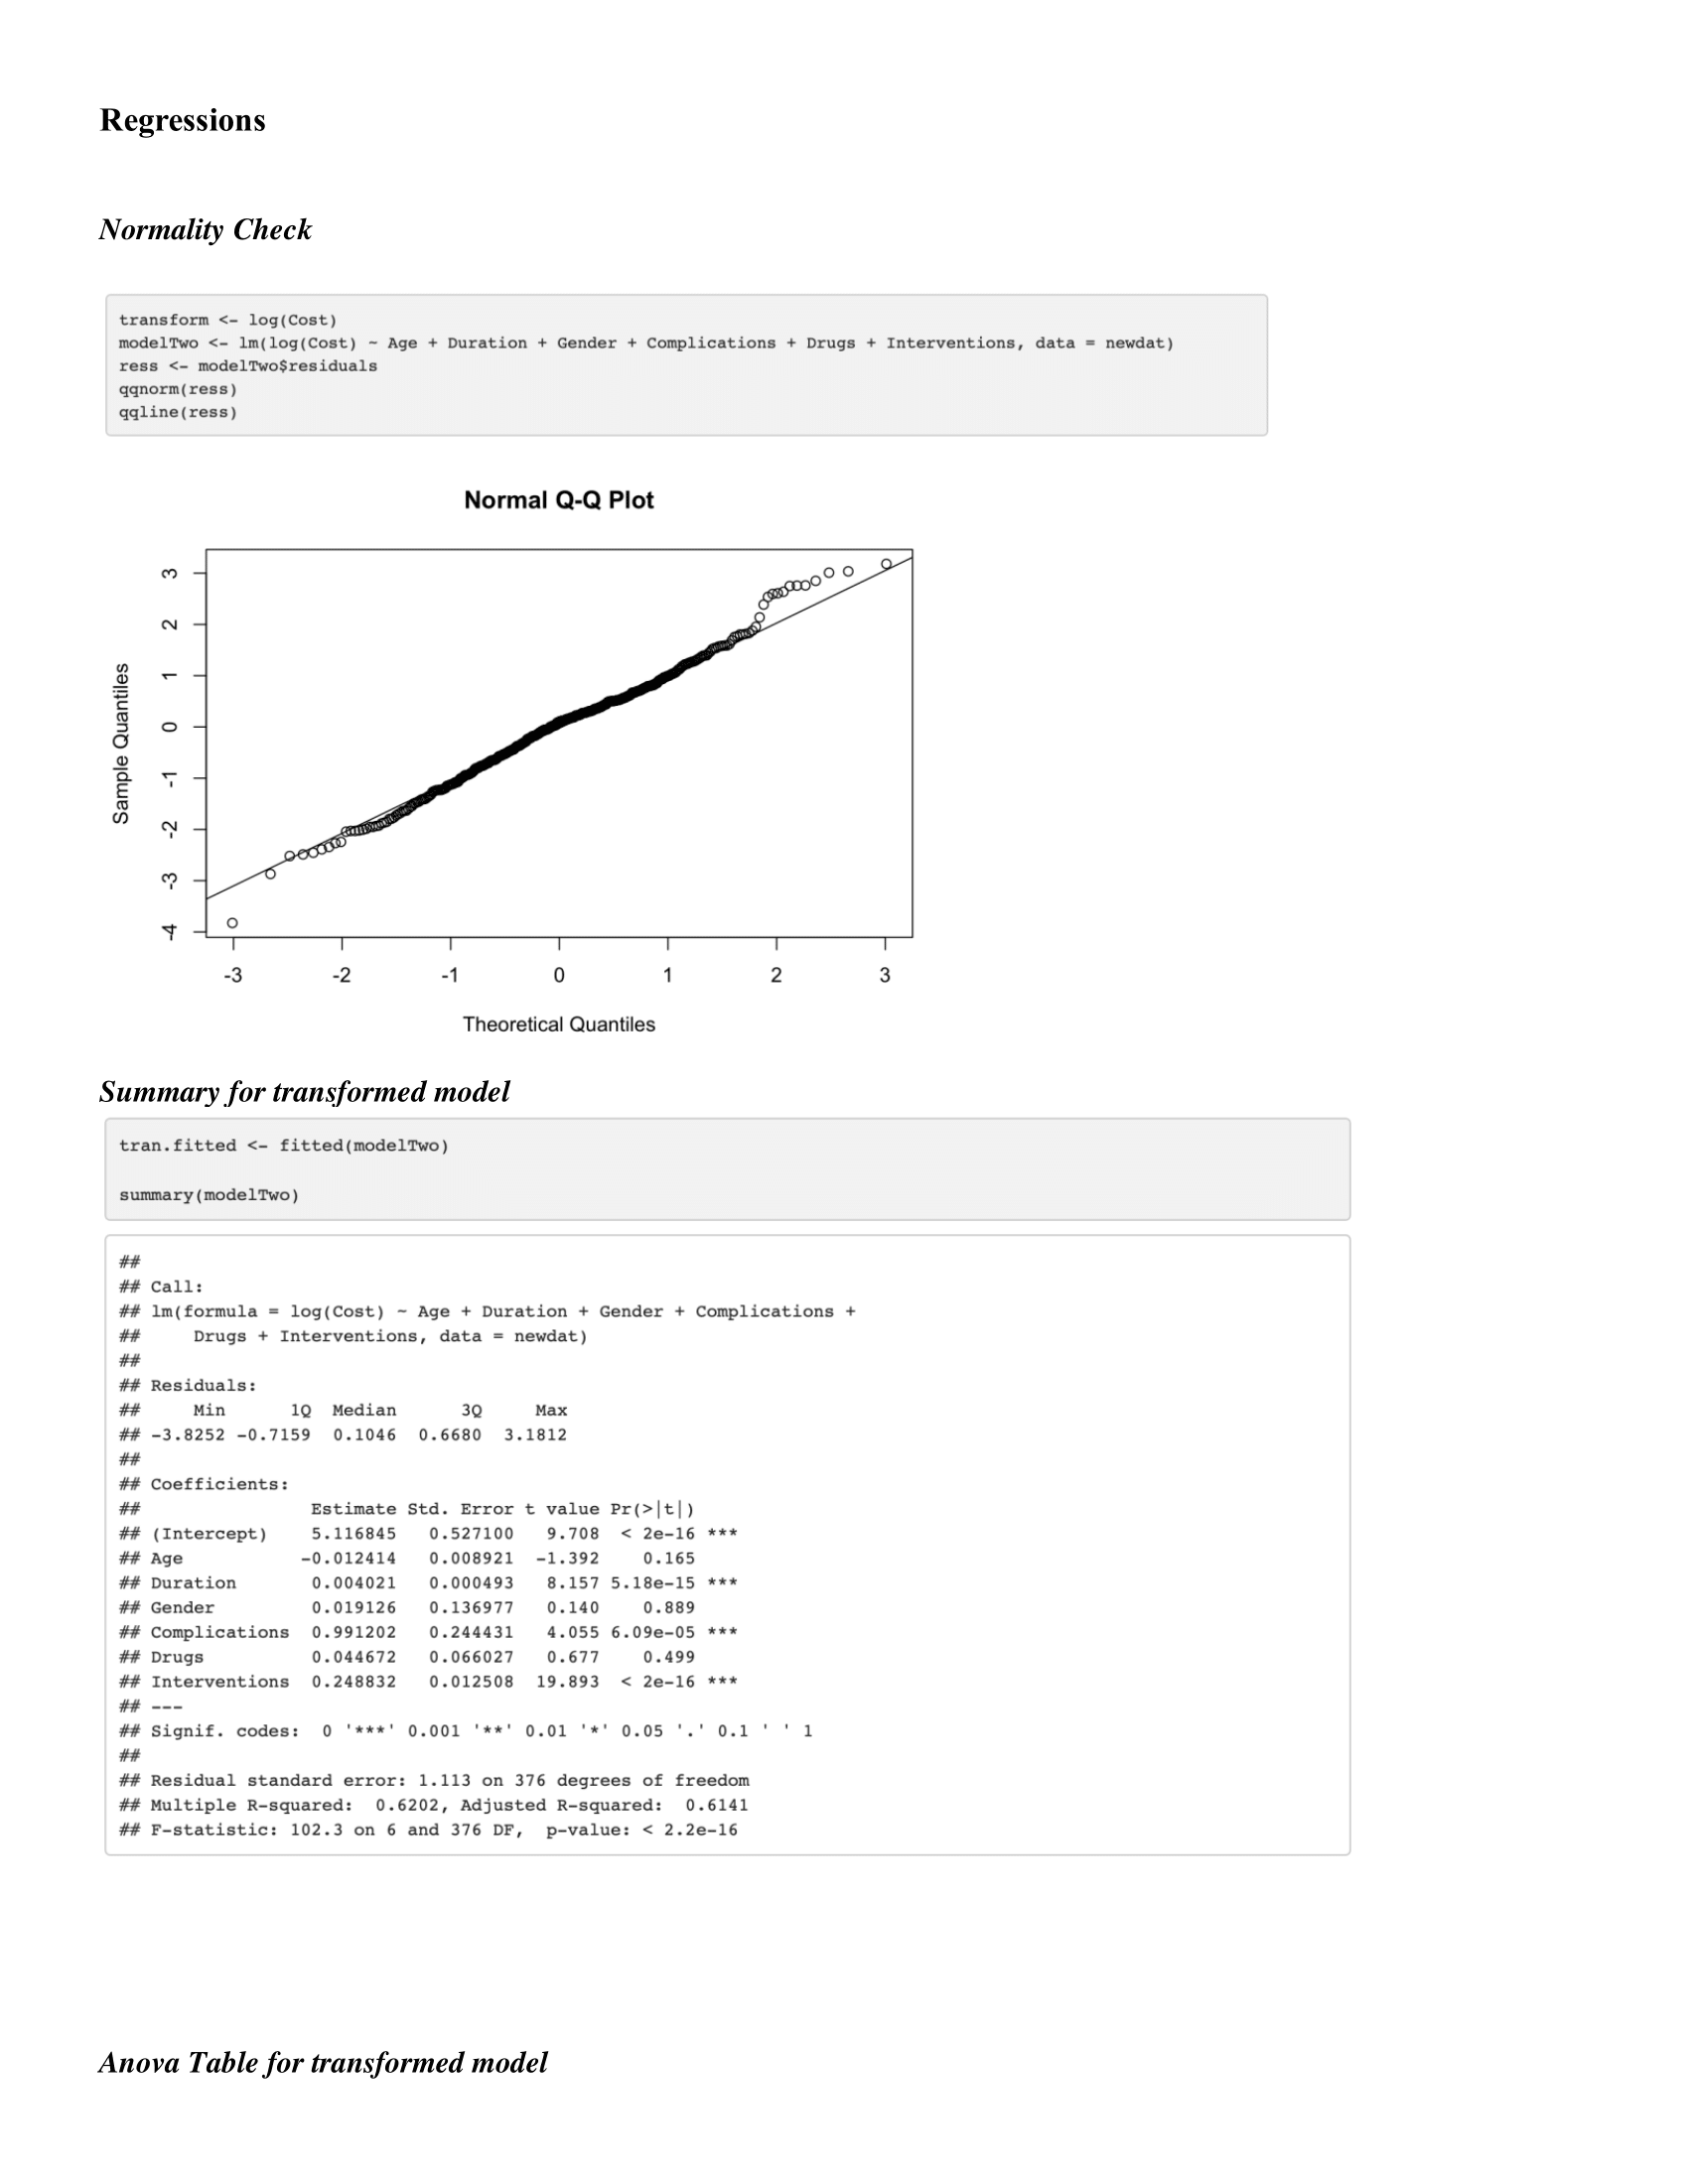 Regressions
Normality Check
transform <- log(Cost)
modelTwo <- lm(log(Cost) ~ Age + Duration + Gender + Complications + Drugs + Interventions, data = newdat)
ress <- modelTwo$residuals
qqnorm(ress)
qqline(ress)
Normal Q-Q Plot
3
2
1
0
-1
-2
-3
-4
Sample Quantiles
-3 -2 -1 0 1 2 3
Theoretical Quantiles
Summary for transformed model
tran.fitted <- fitted(modelTwo)
summary(modelTwo)
##
## Call:
## lm(formula = log(Cost) ~ Age + Duration + Gender + Complications +
##     Drugs + Interventions, data = newdat)
##
## Residuals:
##     Min      1Q  Median      3Q     Max
## -3.8252 -0.7159  0.1046  0.6680  3.1812
##
## Coefficients:
##                Estimate Std. Error t value Pr(>|t|)
## (Intercept)    5.116845   0.527100   9.708  < 2e-16 ***
## Age           -0.012414   0.008921  -1.392    0.165
## Duration       0.004021   0.000493   8.157 5.18e-15 ***
## Gender         0.019126   0.136977   0.140    0.889
## Complications  0.991202   0.244431   4.055 6.09e-05 ***
## Drugs          0.044672   0.066027   0.677    0.499
## Interventions  0.248832   0.012508  19.893  < 2e-16 ***
## ---
## Signif. codes:  0 '***' 0.001 '**' 0.01 '*' 0.05 '.' 0.1 ' ' 1
##
## Residual standard error: 1.113 on 376 degrees of freedom
## Multiple R-squared:  0.6202, Adjusted R-squared:  0.6141
## F-statistic: 102.3 on 6 and 376 DF,  p-value: < 2.2e-16
Anova Table for transformed model